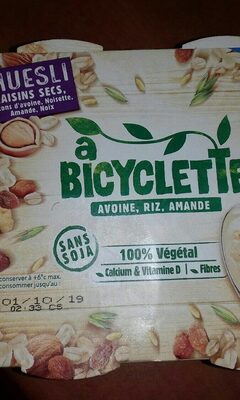 MUESLI
RAISINS SECS,
d'avoine, Noisette,
Amande, Noix
a
BICYCLETTE
AVOINE, RIZ, AMANDE
SANS
SOJA
100% Végétal
Calcium & Vitamine D | Fibres
conserver à +6°c max.
consommer jusqu'au :
01/10/19
02:33 CS